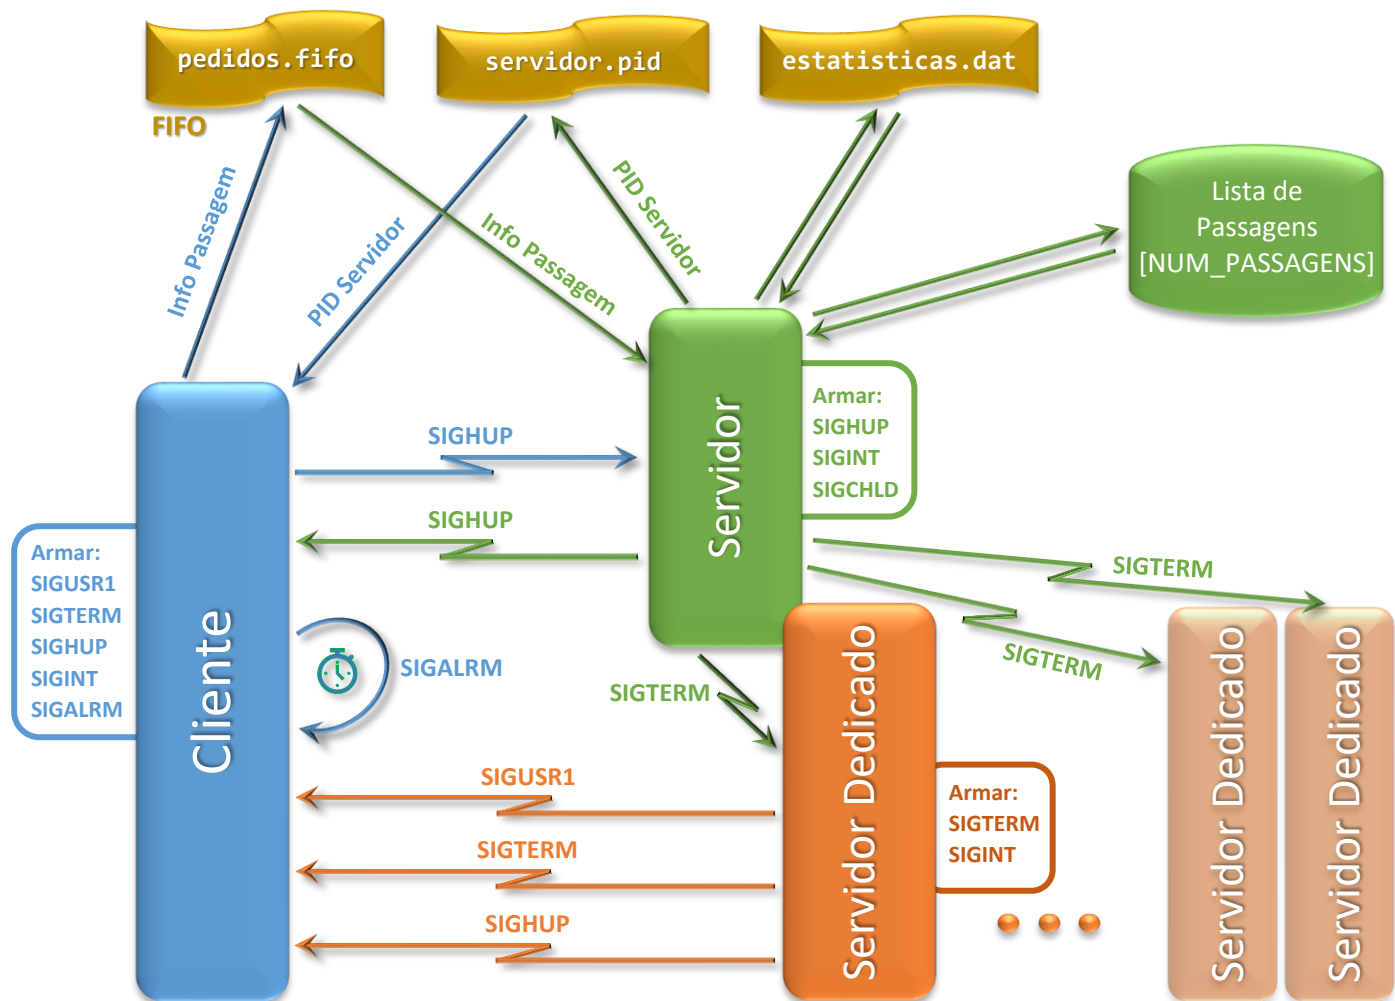 pedidos.fifo
servidor.pid
estatisticas.dat
FIFO
Info Passagem
PID Servidor
Info Passagem
PID Servidor
Lista de
Passagens
[NUM_PASSAGENS]
Servidor
Armar:
SIGHUP
SIGINT
SIGCHLD
SIGHUP
SIGHUP
Cliente
Armar:
SIGUSR1
SIGTERM
SIGHUP
SIGINT
SIGALRM
SIGALRM
SIGTERM
SIGTERM
SIGTERM
Servidor Dedicado
Armar:
SIGTERM
SIGINT
Servidor Dedicado
Servidor Dedicado
SIGUSR1
SIGTERM
SIGHUP